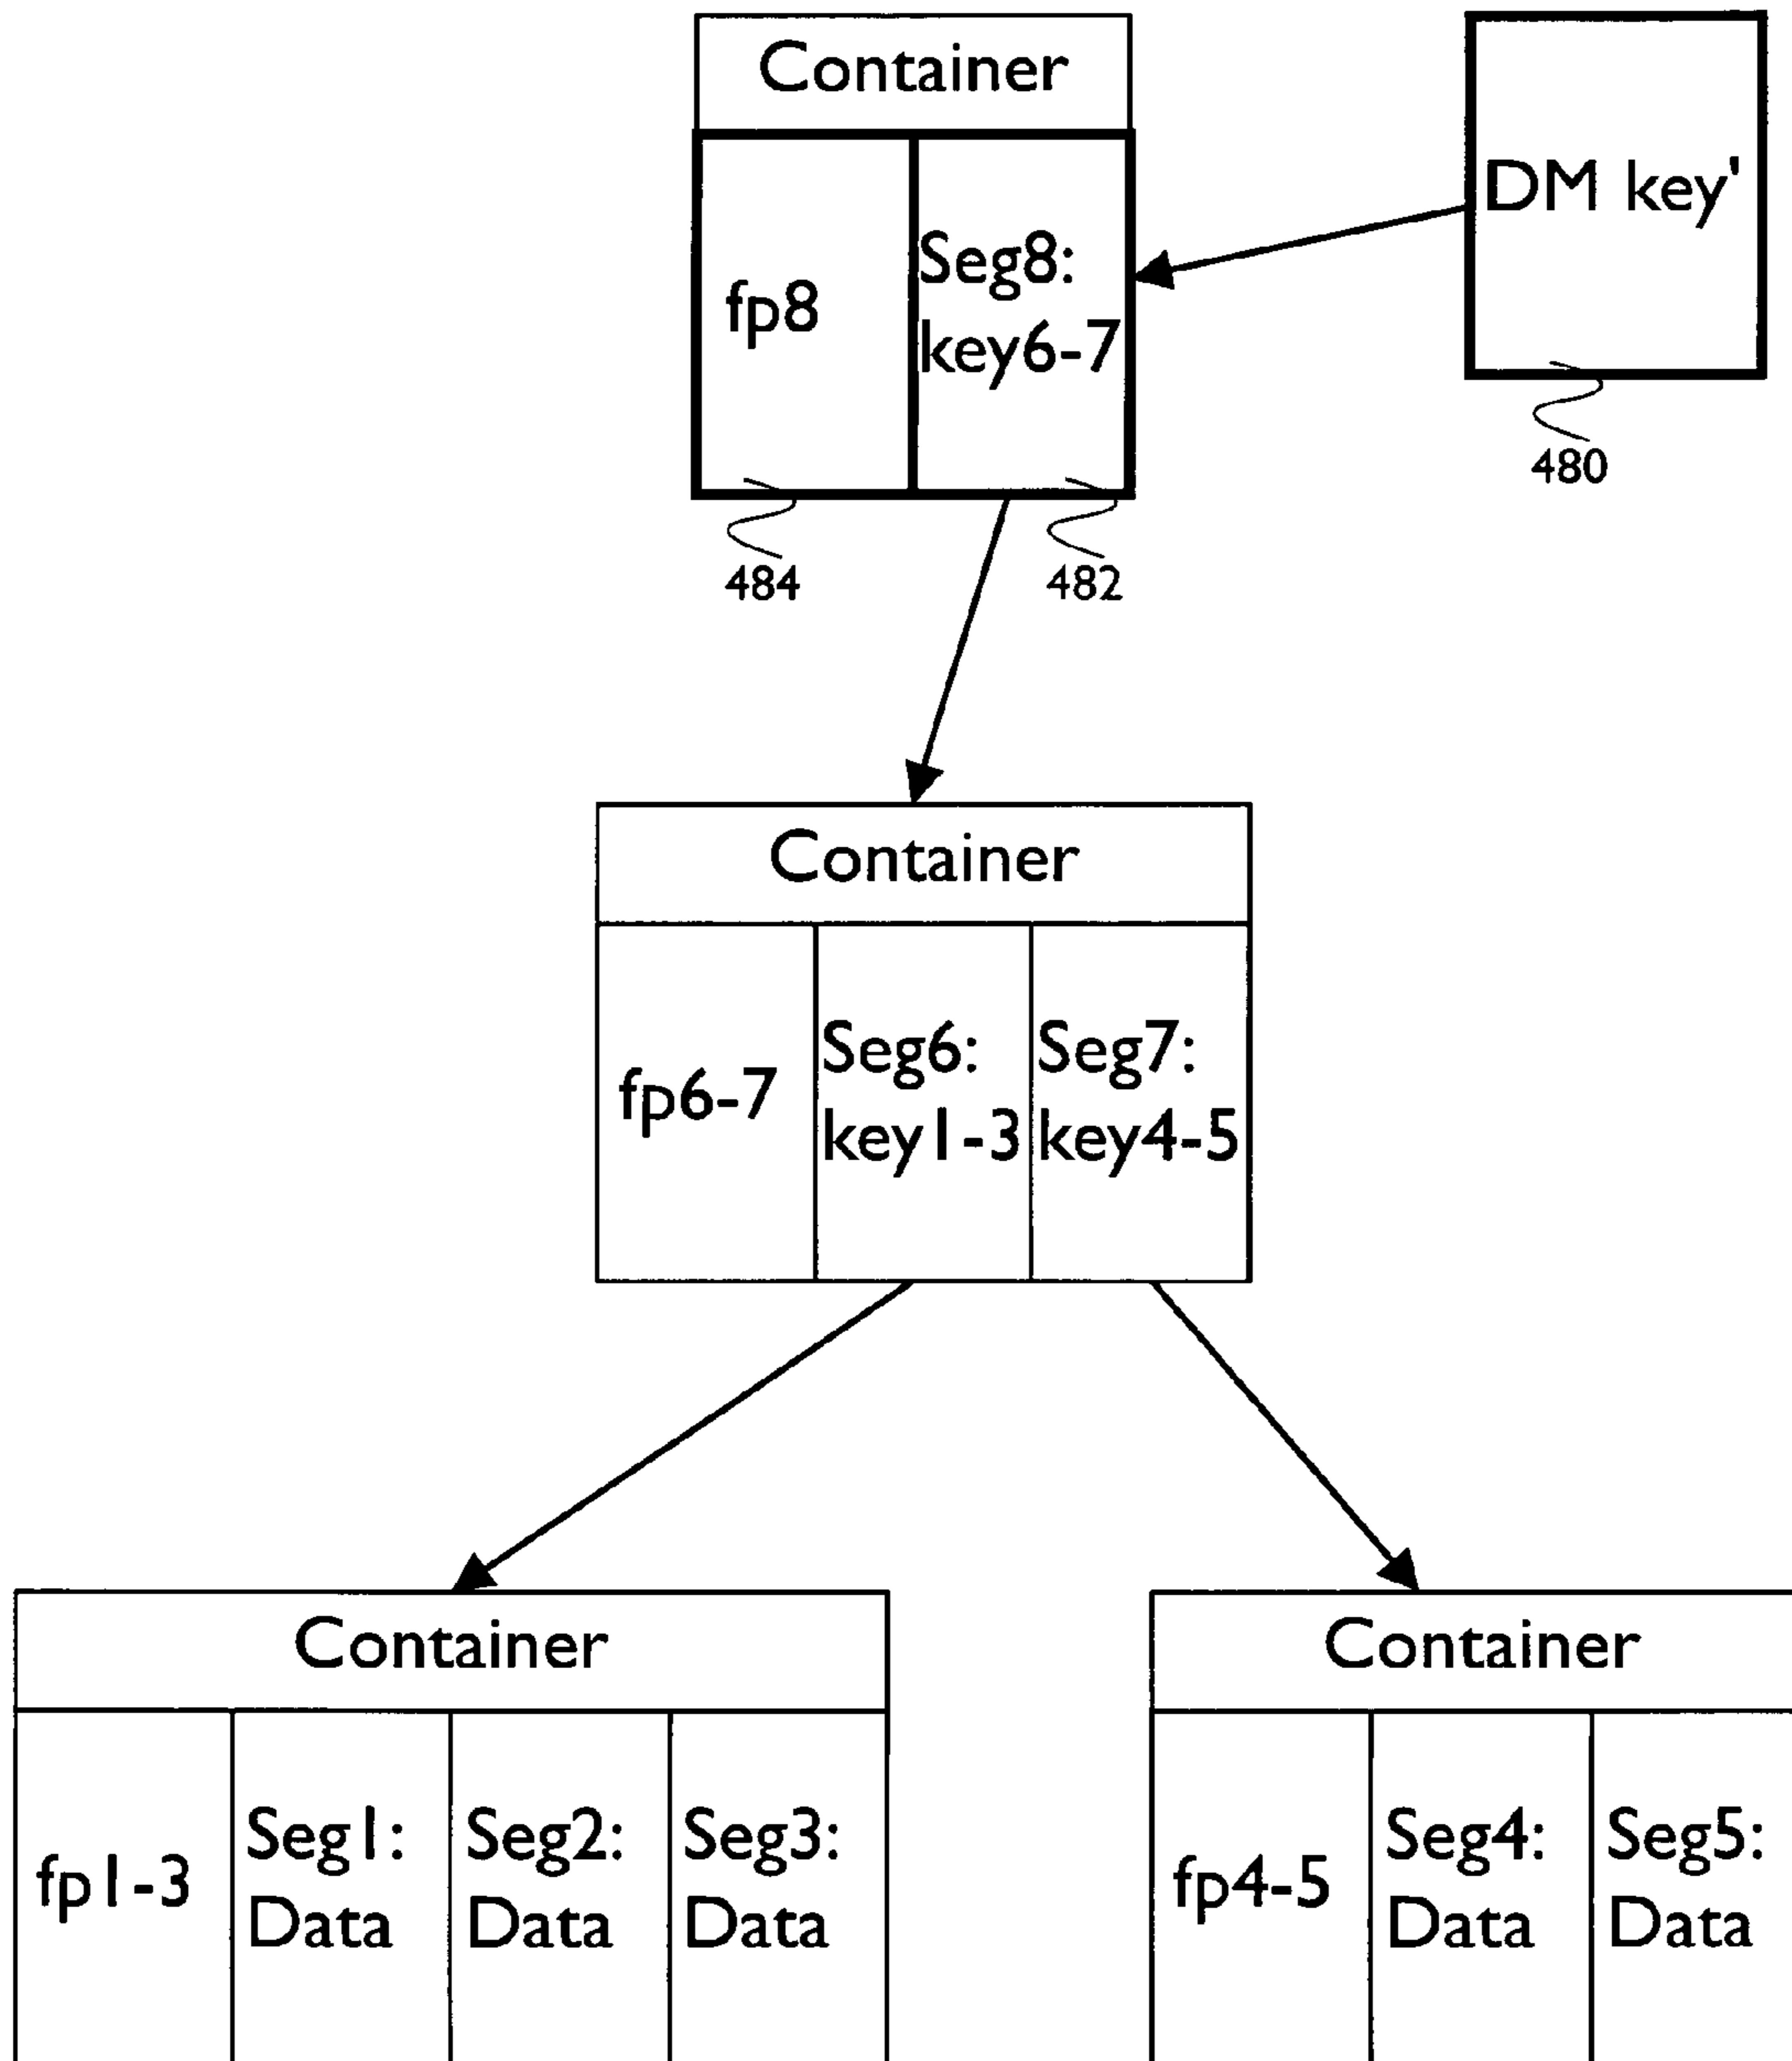 Container
DM key'
fp8
Seg8:
key6-7
480
484
482
Container
fp6-7
Seg6:
key1-3
Seg7:
key4-5
Container
fp1-3
Seg1:
Data
Seg2:
Data
Seg3:
Data
Container
fp4-5
Seg4:
Data
Seg5:
Data